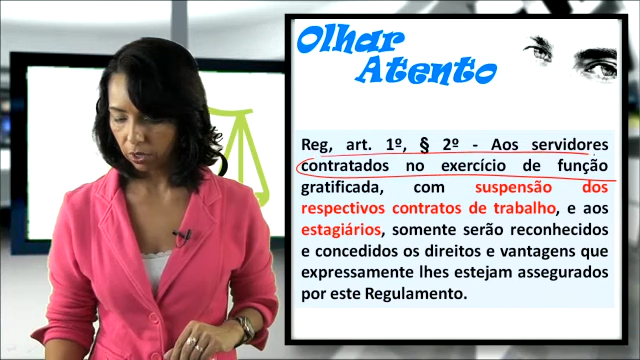 Olhar
Atento
Reg, art. 1º, § 2º - Aos servidores
contratados no exercício de função
gratificada, com suspensão dos
respectivos contratos de trabalho, e aos
estagiários, somente serão reconhecidos
e concedidos os direitos e vantagens que
expressamente lhes estejam assegurados
por este Regulamento.